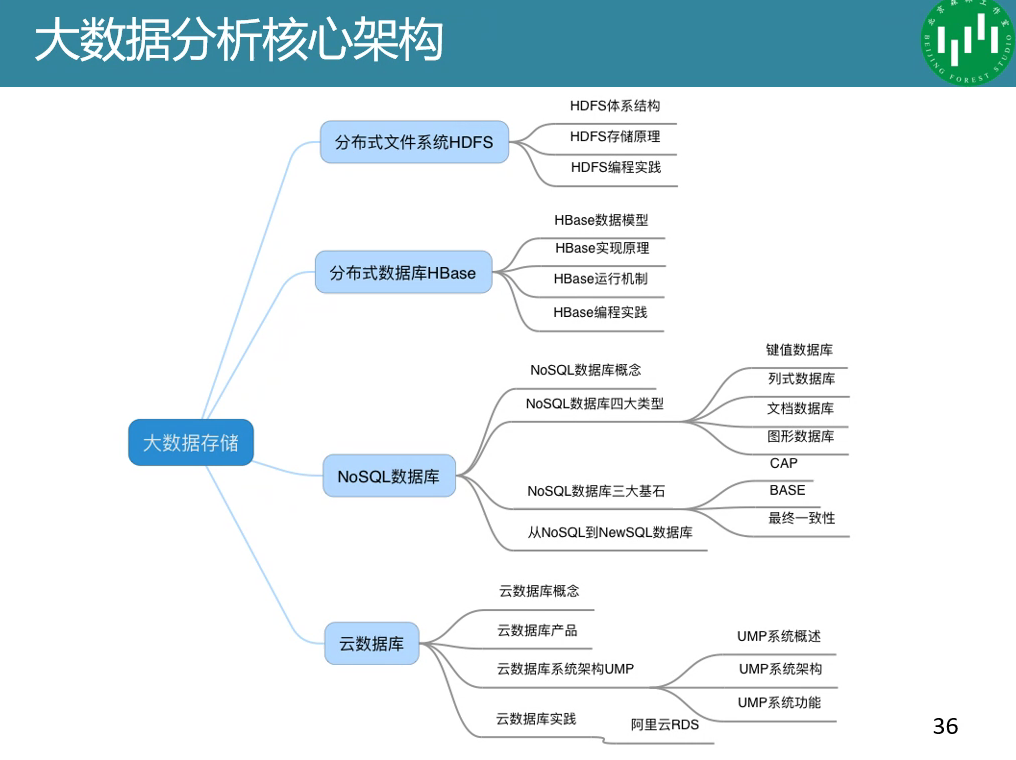 大数据分析核心架构
BEIJING FOREST STUDIO
分布式文件系统HDFS
HDFS体系结构
HDFS存储原理
HDFS编程实践
分布式数据库HBase
HBase数据模型
HBase实现原理
HBase运行机制
HBase编程实践
大数据存储
NoSQL数据库
NoSQL数据库概念
NoSQL数据库四大类型
键值数据库
列式数据库
文档数据库
图形数据库
NoSQL数据库三大基石
CAP
BASE
最终一致性
从NoSQL到NewSQL数据库
云数据库
云数据库概念
云数据库产品
云数据库系统架构UMP
UMP系统概述
UMP系统架构
UMP系统功能
云数据库实践
阿里云RDS
36